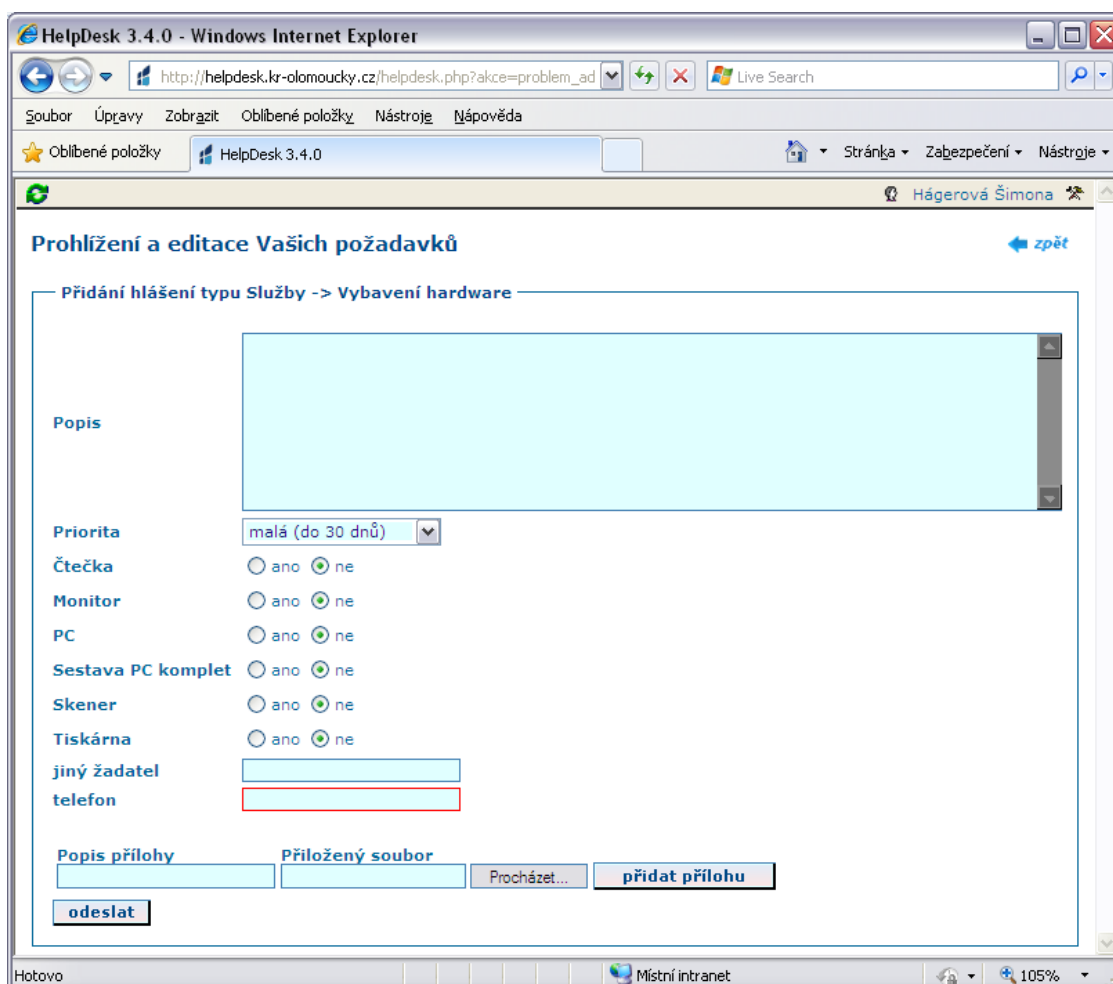 HelpDesk 3.4.0 - Windows Internet Explorer
http://helpdesk.kr-olomoucky.cz/helpdesk.php?akce=problem_ad
Live Search
Soubor Úpravy Zobrazit Oblíbené položky Nástroje Nápověda
Oblíbené položky HelpDesk 3.4.0 Stránka Zabezpečení Nástroje
Hágerová Šimona
Prohlížení a editace Vašich požadavků zpět
Přidání hlášení typu Služby -> Vybavení hardware
Popis
Priorita malá (do 30 dnů)
Čtečka ano ne
Monitor ano ne
PC ano ne
Sestava PC komplet ano ne
Skener ano ne
Tiskárna ano ne
jiný žadatel
telefon
Popis přílohy Přiložený soubor
Procházet... přidat přílohu
odeslat
Hotovo Místní intranet 105%